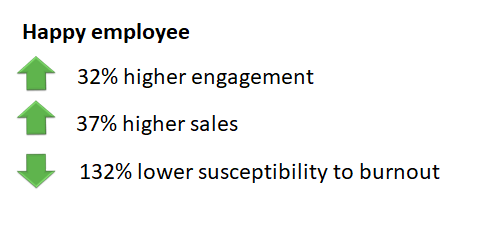 Happy employee
32% higher engagement
37% higher sales
132% lower susceptibility to burnout